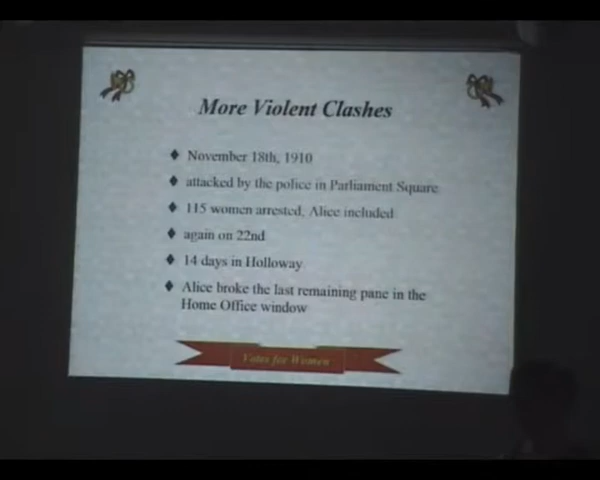 More Violent Clashes
November 18th, 1910
attacked by the police in Parliament Square
115 women arrested, Alice included
again on 22nd
14 days in Holloway
Alice broke the last remaining pane in the
Home Office window
Votes for Women